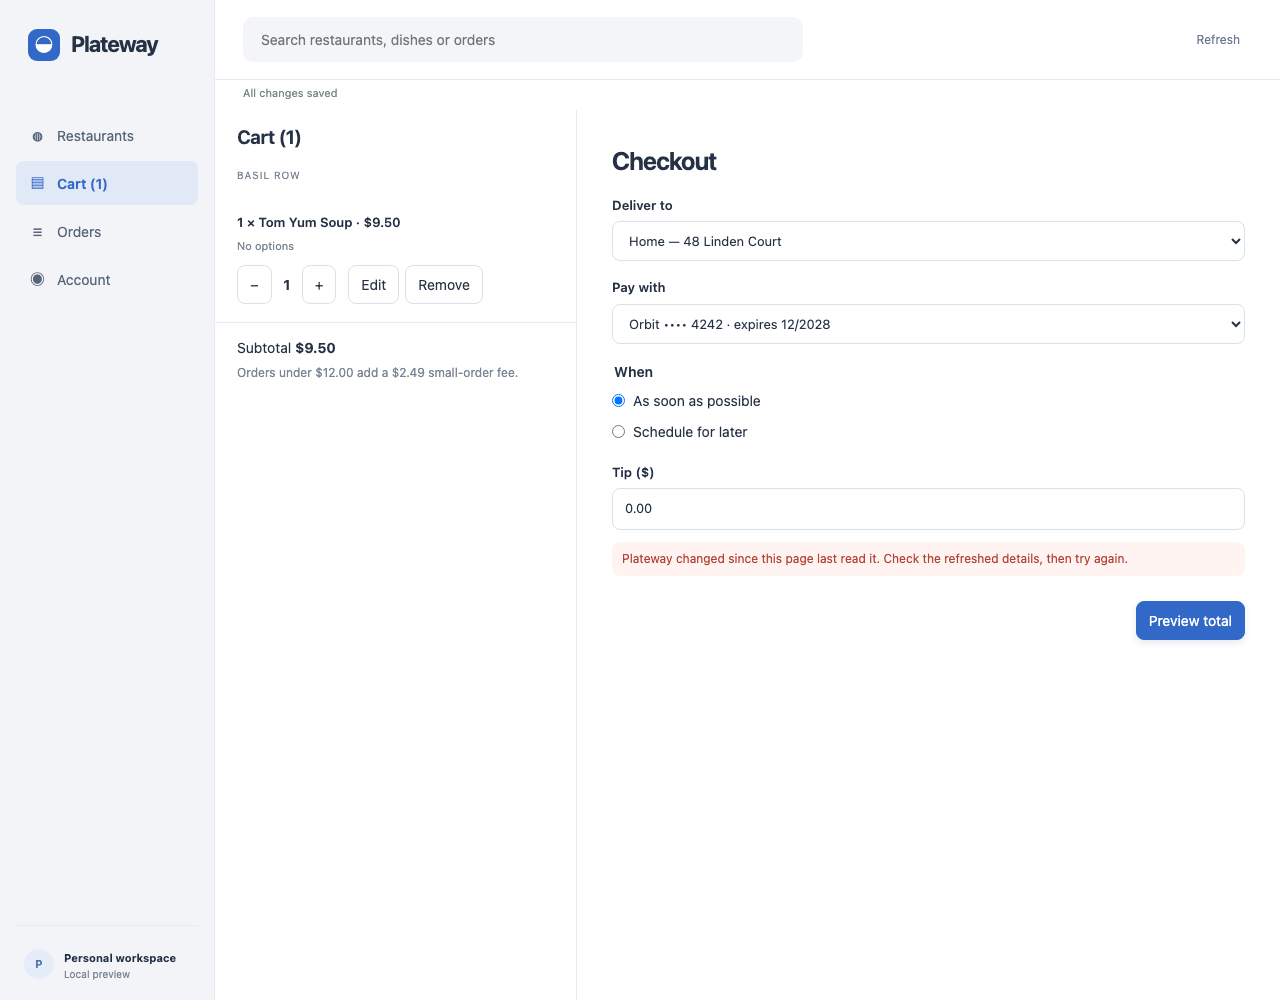 Plateway
Search restaurants, dishes or orders
Refresh
All changes saved
Restaurants
Cart (1)
Orders
Account
Cart (1)
BASIL ROW
1 × Tom Yum Soup · $9.50
No options
−
1
+
Edit
Remove
Subtotal $9.50
Orders under $12.00 add a $2.49 small-order fee.
Checkout
Deliver to
Home — 48 Linden Court
Pay with
Orbit •••• 4242 · expires 12/2028
When
As soon as possible
Schedule for later
Tip ($)
0.00
Plateway changed since this page last read it. Check the refreshed details, then try again.
Preview total
P
Personal workspace
Local preview